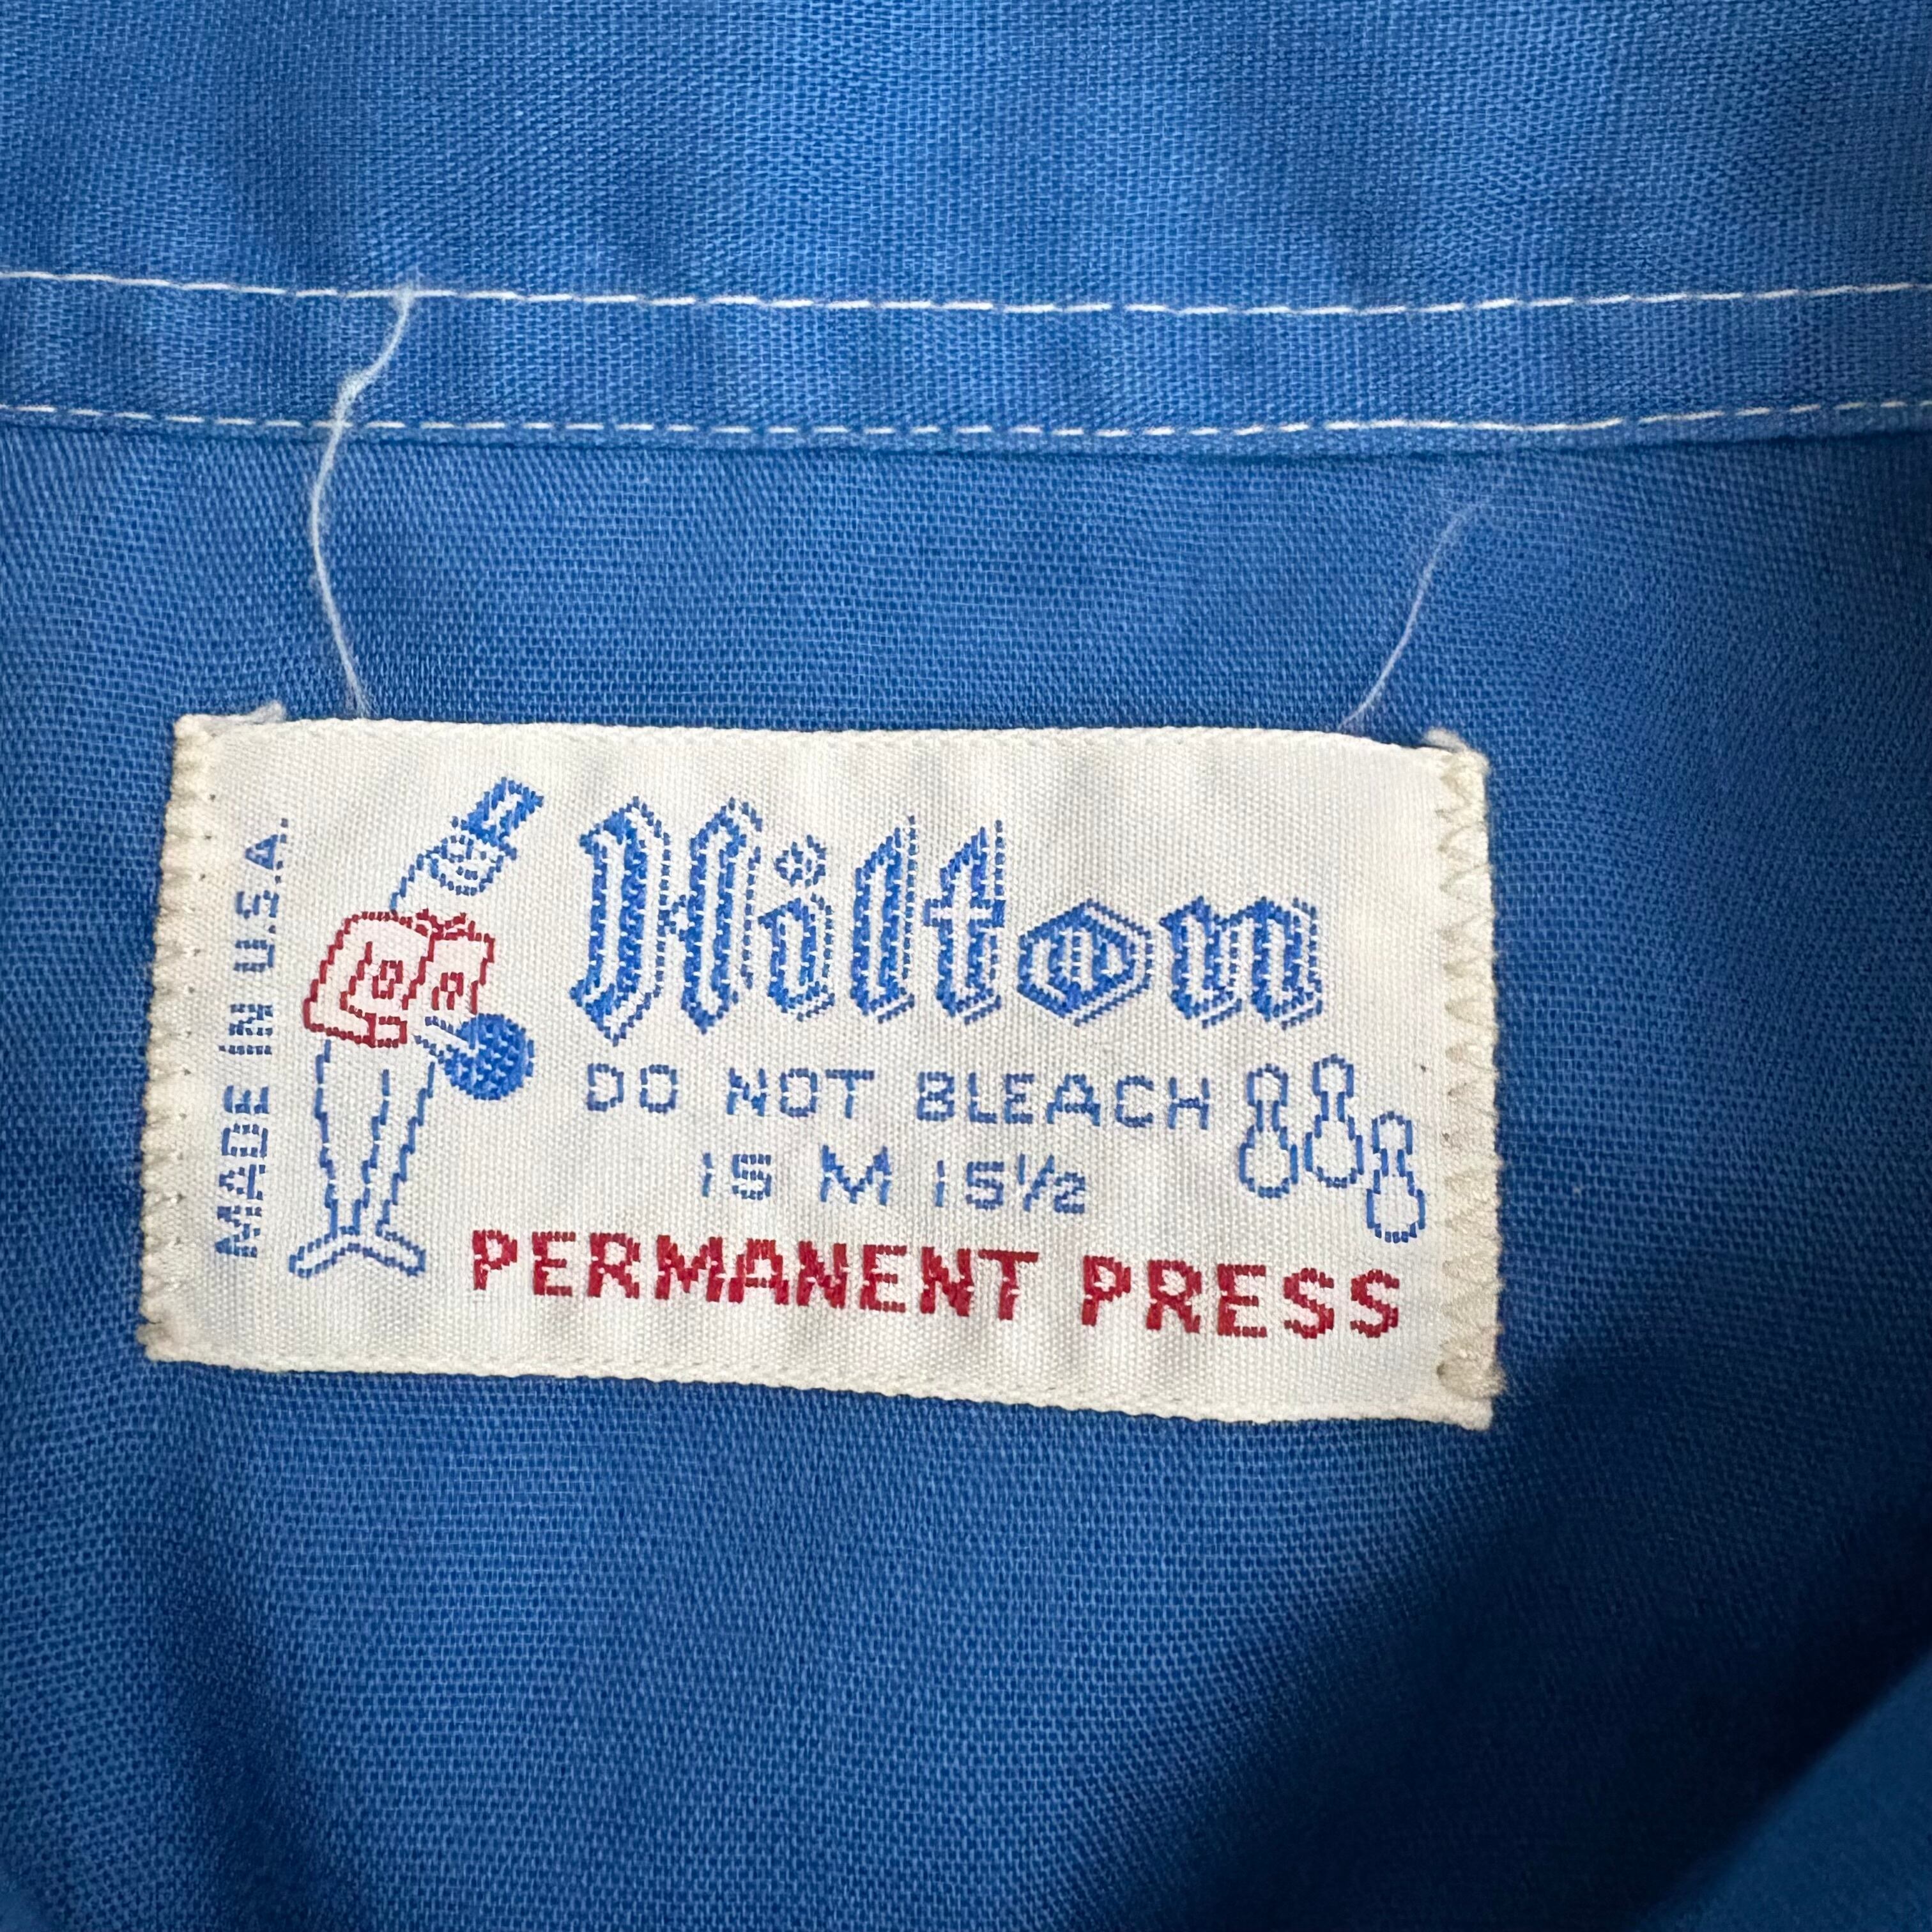 MADE IN U.S.A.
Hilton
DO NOT BLEACH
15 M 15½
PERMANENT PRESS